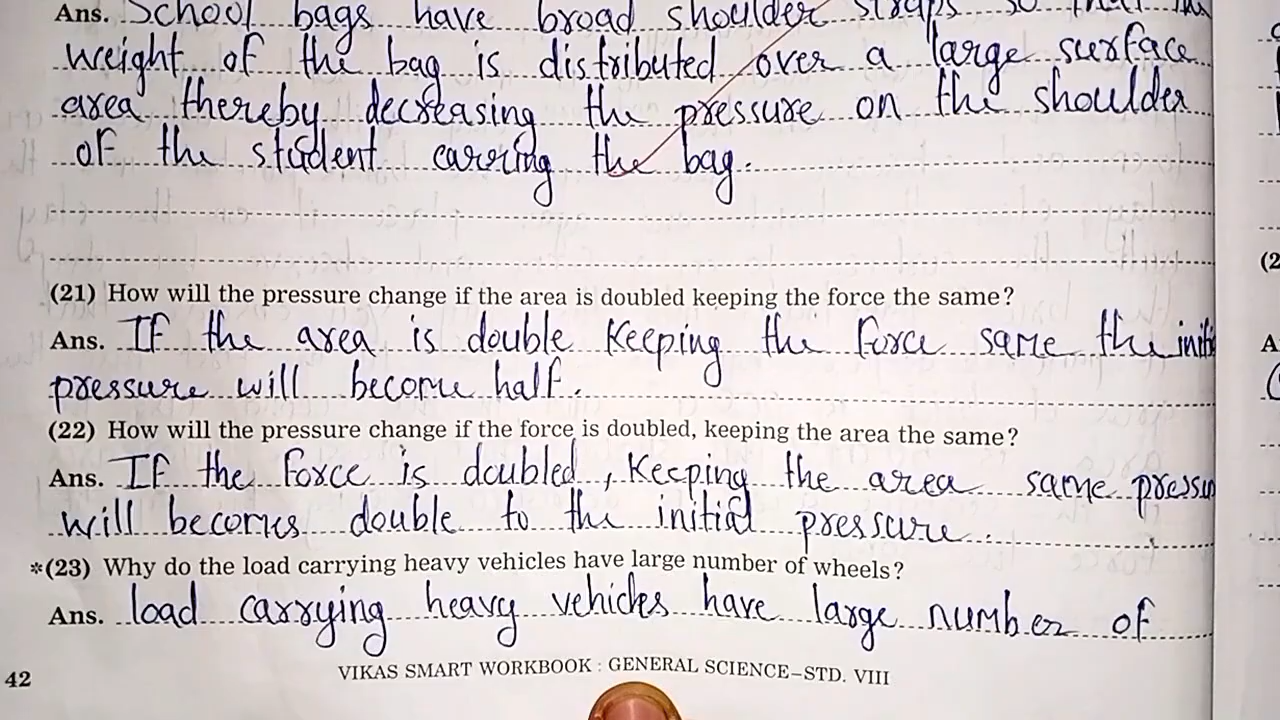 Ans. School bags have broad shoulder straps so that
weight of the bag is distributed over a large surface
area thereby decreasing the pressure on the shoulder
of the student carring the bag.
(21) How will the pressure change if the area is doubled keeping the force the same?
Ans. If the area is double keeping the force same the
pressure will become half.
(22) How will the pressure change if the force is doubled, keeping the area the same?
Ans. If the force is doubled, keeping the area same
will becomes double to the initial pressure.
*(23) Why do the load carrying heavy vehicles have large number of wheels?
Ans. load carrying heavy vehicles have large number of
42 VIKAS SMART WORKBOOK : GENERAL SCIENCE–STD. VIII